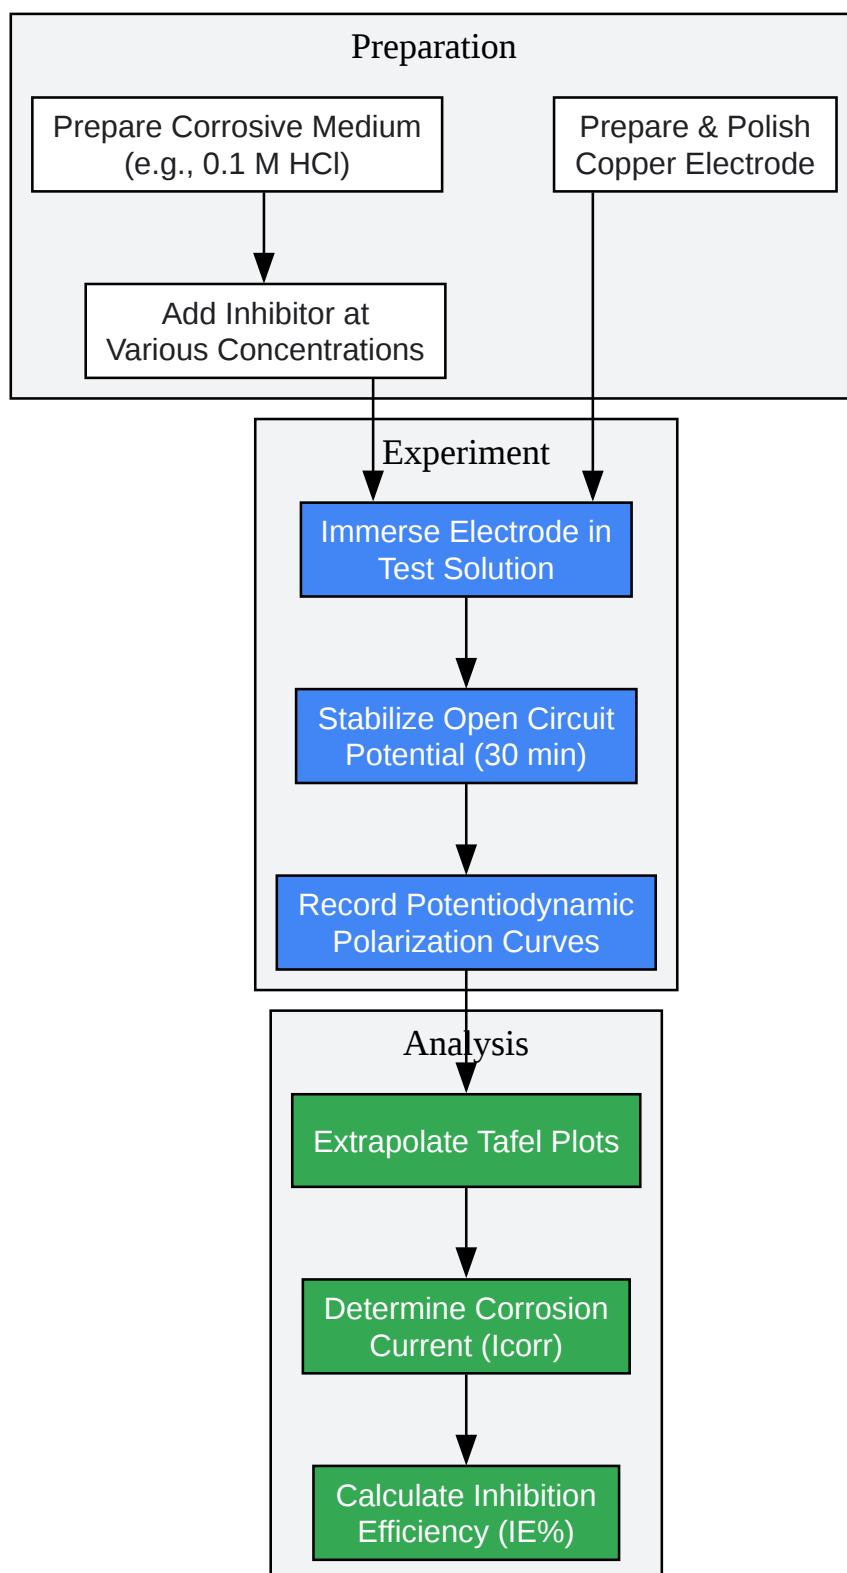 Preparation
Prepare Corrosive Medium
(e.g., 0.1 M HCl)
Prepare & Polish
Copper Electrode
Add Inhibitor at
Various Concentrations
Experiment
Immerse Electrode in
Test Solution
Stabilize Open Circuit
Potential (30 min)
Record Potentiodynamic
Polarization Curves
Analysis
Extrapolate Tafel Plots
Determine Corrosion
Current (Icorr)
Calculate Inhibition
Efficiency (IE%)